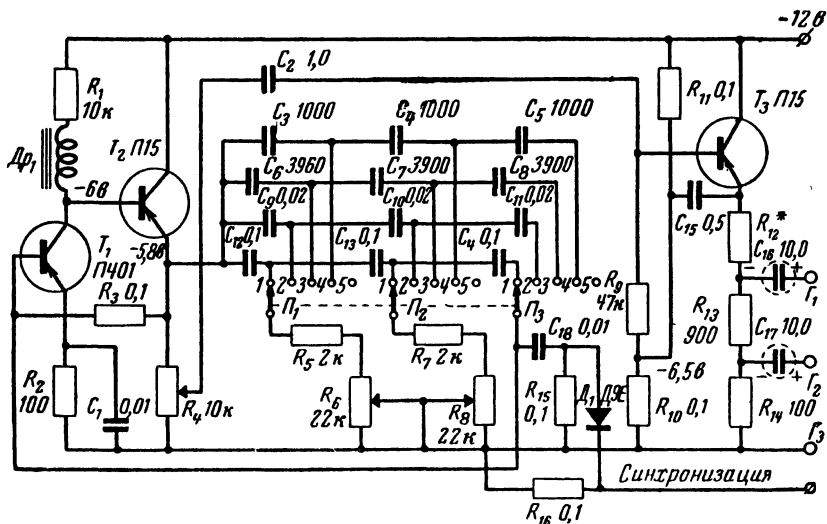 -12в
R₁
10к
Др₁
-6в
T₂ П15
C₂ 1,0
R₁₁ 0,1
T₃ П15
C₃ 1000
C₄ 1000
C₅ 1000
C₆ 3960
C₇ 3900
C₈ 3900
C₉ 0,02
C₁₀ 0,02
C₁₁ 0,02
C₁₂ 0,1
C₁₃ 0,1
C₄ 0,1
C₁₅ 0,5
R₁₂*
T₁
П401
-5,8в
R₃ 0,1
1 2 3 4 5
1 2 3 4 5
1 2 3 4 5
П₁
П₂
П₃
R₉
47к
C₁₆ 10,0
- +
Г₁
R₁₃
900
C₁₇ 10,0
- +
Г₂
R₅ 2к
R₇ 2к
C₁₈ 0,01
-6,5в
R₂
100
C₁ 0,01
R₄ 10к
R₆
22к
R₈
22к
R₁₅
0,1
Д₁ Д9Е
R₁₀ 0,1
R₁₄ 100
Г₃
Синхронизация
R₁₆ 0,1